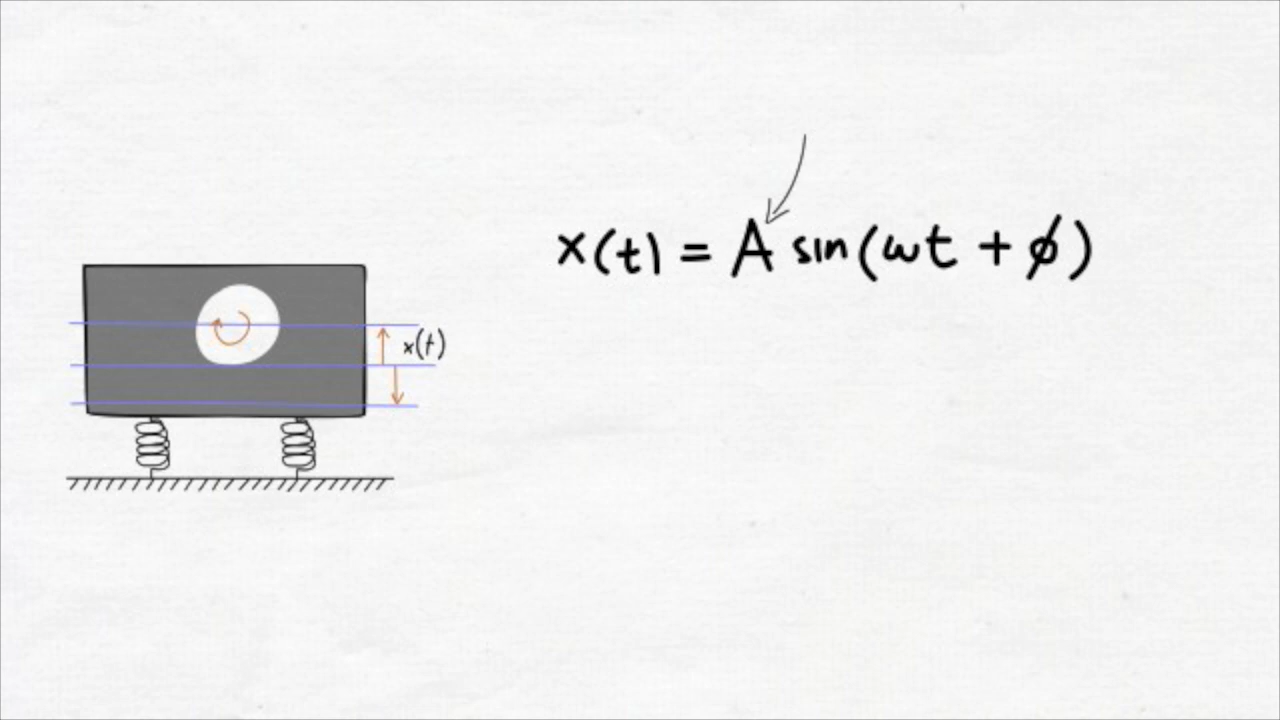 x(t) = A sin(ωt + ϕ)
x(t)